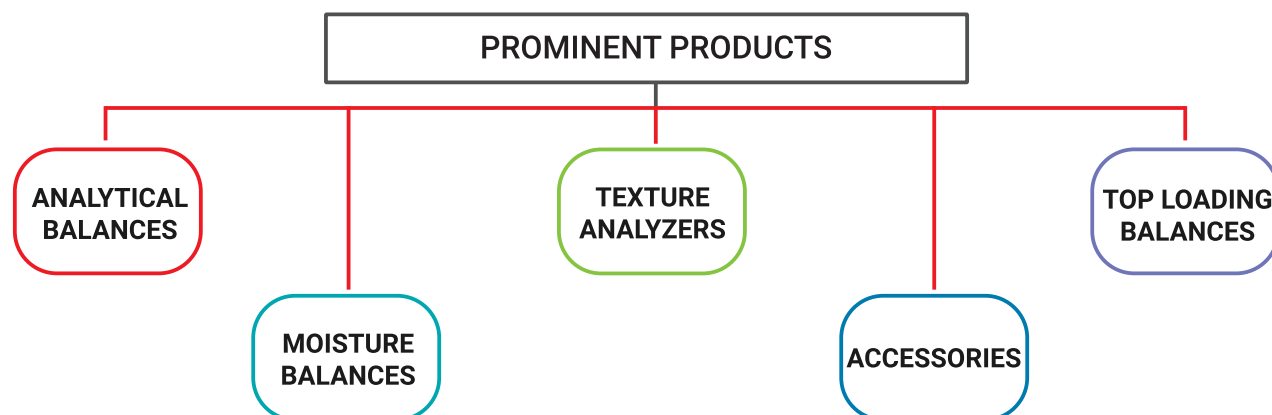 PROMINENT PRODUCTS
ANALYTICAL
BALANCES
MOISTURE
BALANCES
TEXTURE
ANALYZERS
ACCESSORIES
TOP LOADING
BALANCES